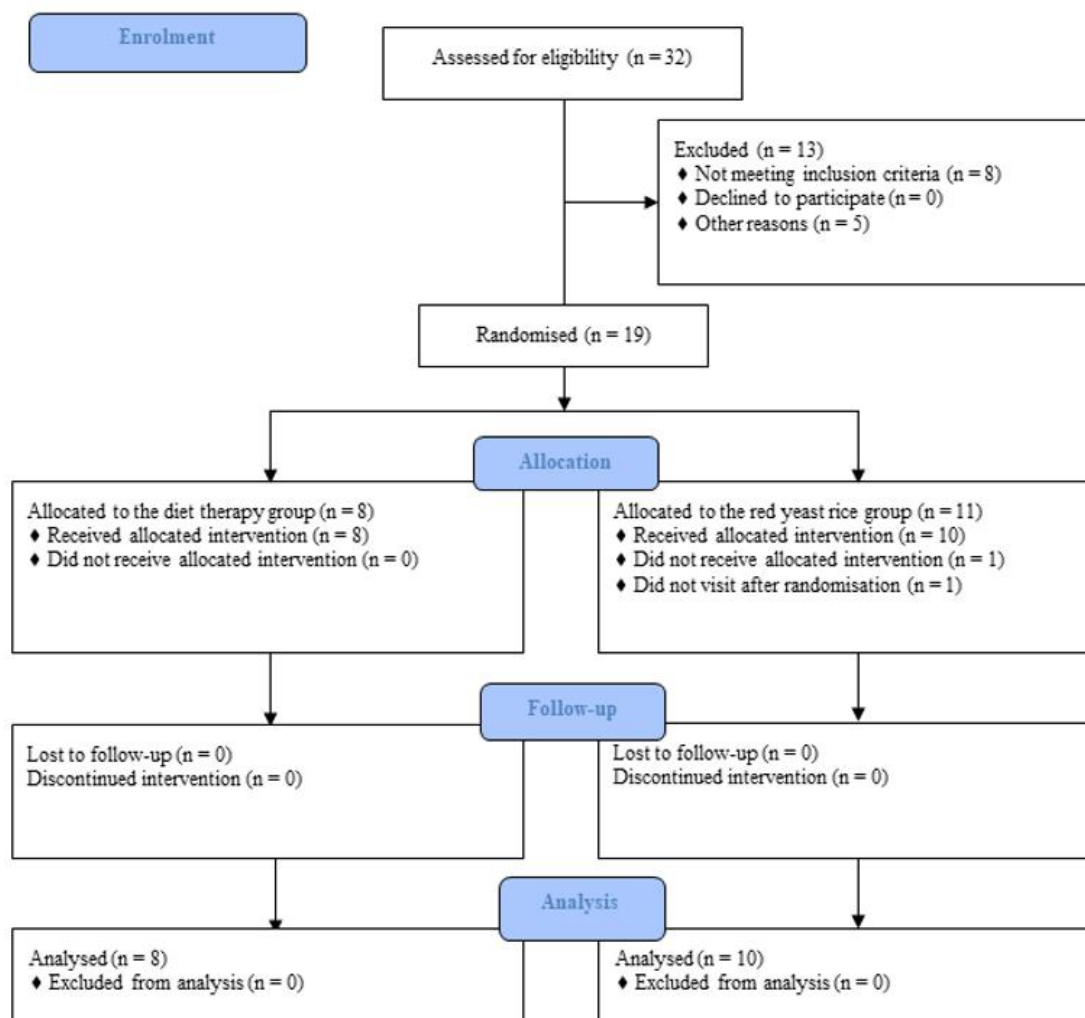 Enrolment
Assessed for eligibility (n = 32)
Excluded (n = 13)
♦ Not meeting inclusion criteria (n = 8)
♦ Declined to participate (n = 0)
♦ Other reasons (n = 5)
Randomised (n = 19)
Allocation
Allocated to the diet therapy group (n = 8)
♦ Received allocated intervention (n = 8)
♦ Did not receive allocated intervention (n = 0)
Allocated to the red yeast rice group (n = 11)
♦ Received allocated intervention (n = 10)
♦ Did not receive allocated intervention (n = 1)
♦ Did not visit after randomisation (n = 1)
Follow-up
Lost to follow-up (n = 0)
Discontinued intervention (n = 0)
Lost to follow-up (n = 0)
Discontinued intervention (n = 0)
Analysis
Analysed (n = 8)
♦ Excluded from analysis (n = 0)
Analysed (n = 10)
♦ Excluded from analysis (n = 0)